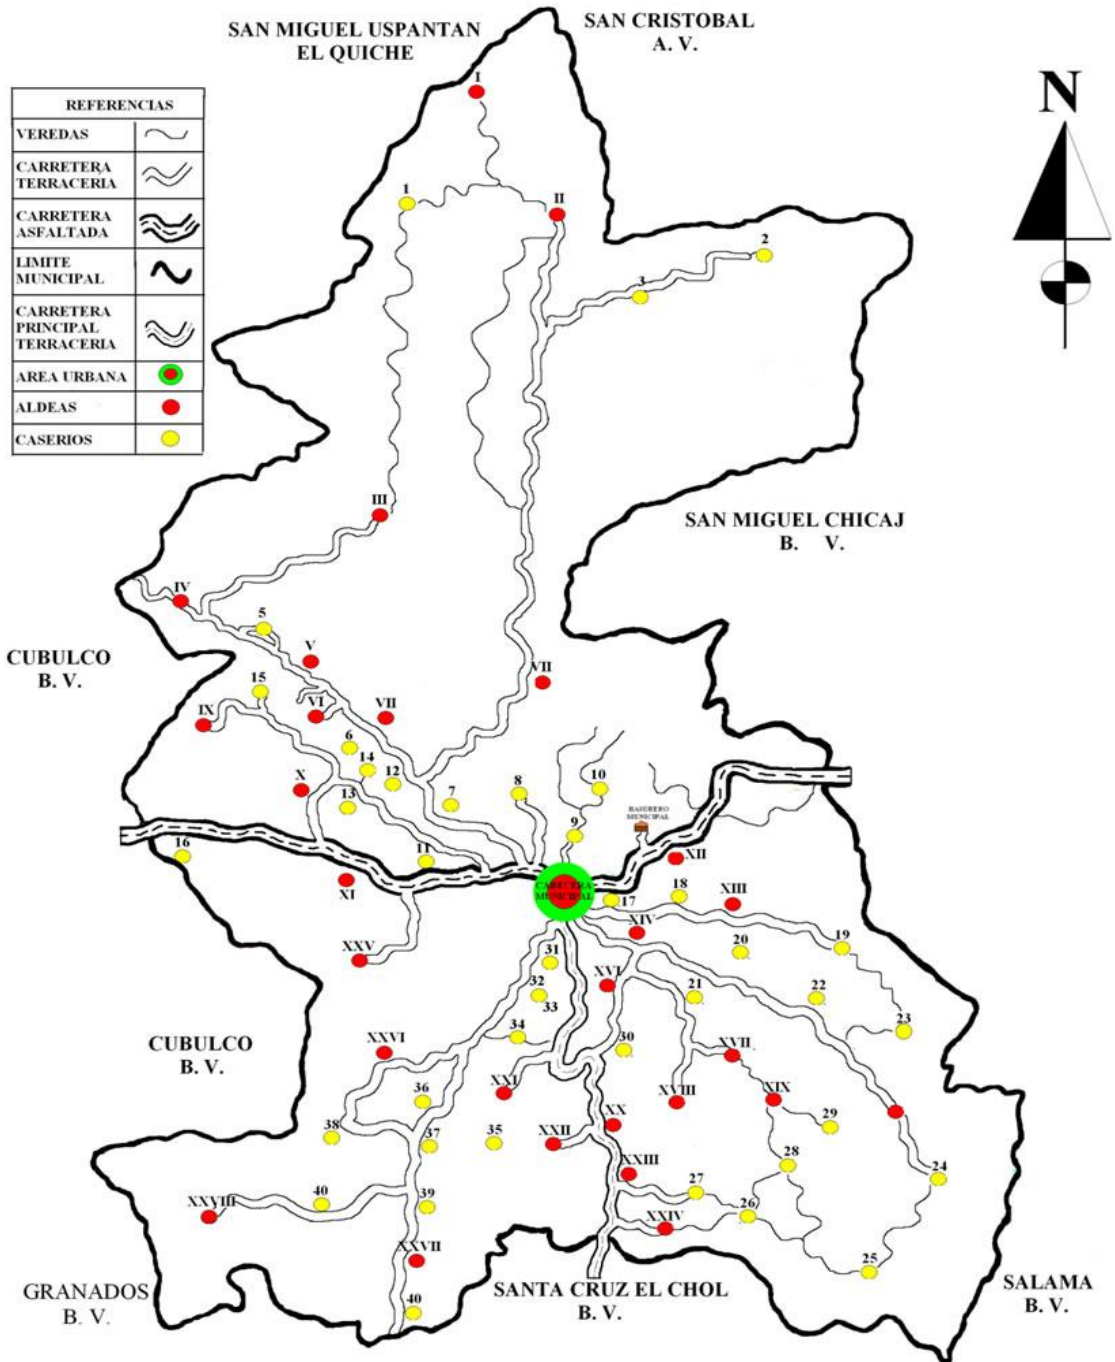 SAN MIGUEL USPANTAN
EL QUICHE
SAN CRISTOBAL
A. V.
N
REFERENCIAS
VEREDAS
CARRETERA
TERRACERIA
CARRETERA
ASFALTADA
LIMITE
MUNICIPAL
CARRETERA
PRINCIPAL
TERRACERIA
AREA URBANA
ALDEAS
CASERIOS
I
1
II
2
3
III
SAN MIGUEL CHICAJ
B. V.
IV
5
V
CUBULCO
B. V.
15
VII
IX
VI
VII
6
14
X
12
13
7
8
10
BASURERO
MUNICIPAL
9
16
11
XI
XII
CABECERA
MUNICIPAL
17
18
XIII
XIV
19
20
XXV
31
XVI
32
33
21
22
23
34
30
CUBULCO
B. V.
XXVI
XVII
XXI
XVIII
XIX
36
XX
29
38
37
35
XXII
28
24
XXIII
27
XXVIII
40
39
XXIV
26
XXVII
25
GRANADOS
B. V.
40
SANTA CRUZ EL CHOL
B. V.
SALAMA
B. V.